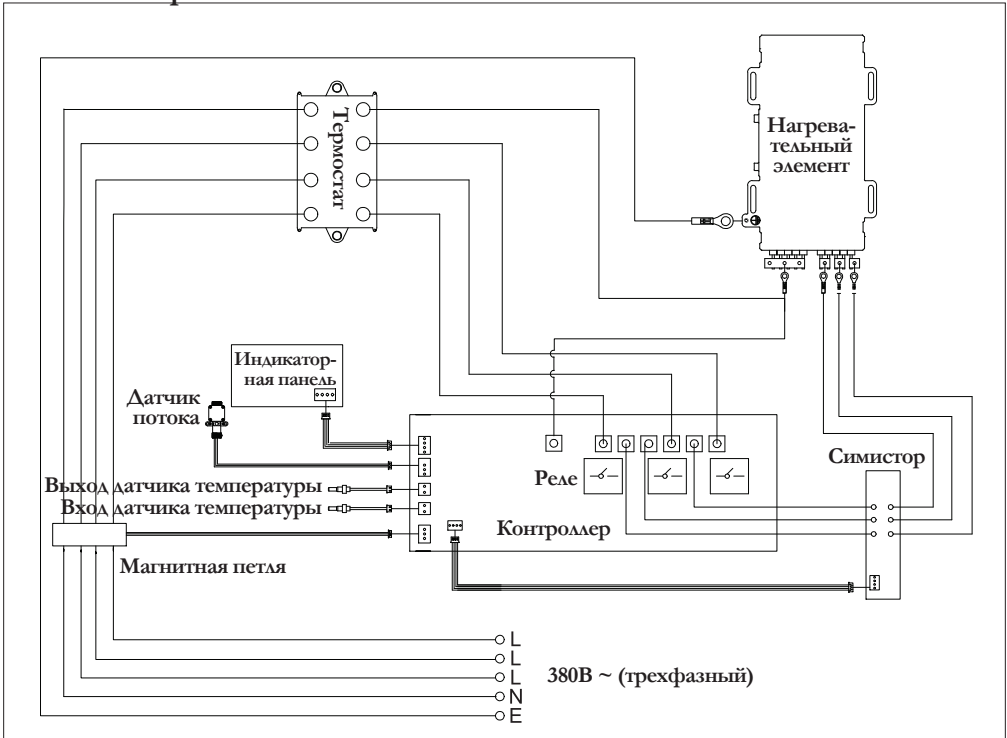 Термостат
Нагрева-
тельный
элемент
Индикатор-
ная панель
Датчик
потока
Выход датчика температуры
Вход датчика температуры
Реле
Симистор
Контроллер
Магнитная петля
L
L
L
N
E
380В ~ (трехфазный)